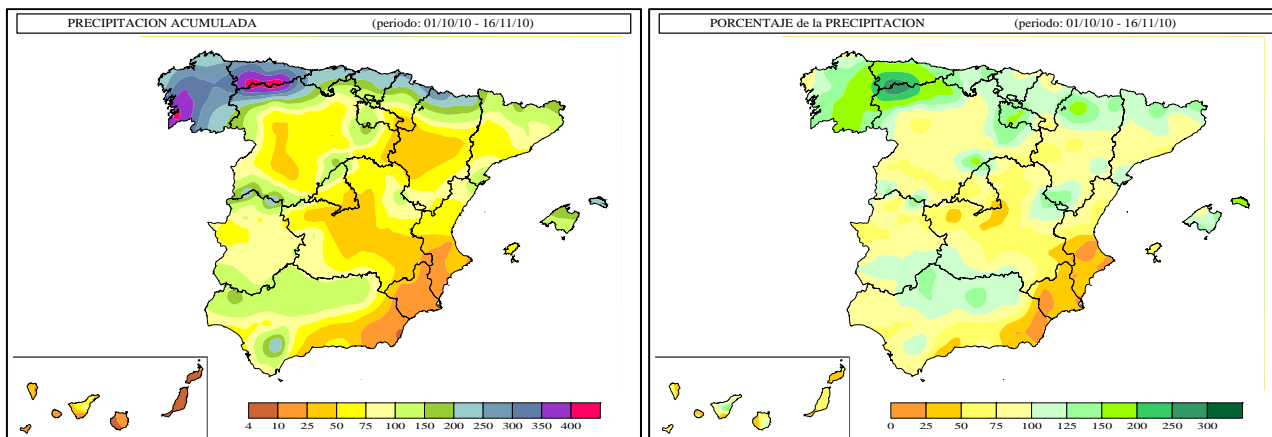 PRECIPITACION ACUMULADA (periodo: 01/10/10 - 16/11/10)
4 10 25 50 75 100 150 200 250 300 350 400
PORCENTAJE de la PRECIPITACION (periodo: 01/10/10 - 16/11/10)
0 25 50 75 100 125 150 200 250 300